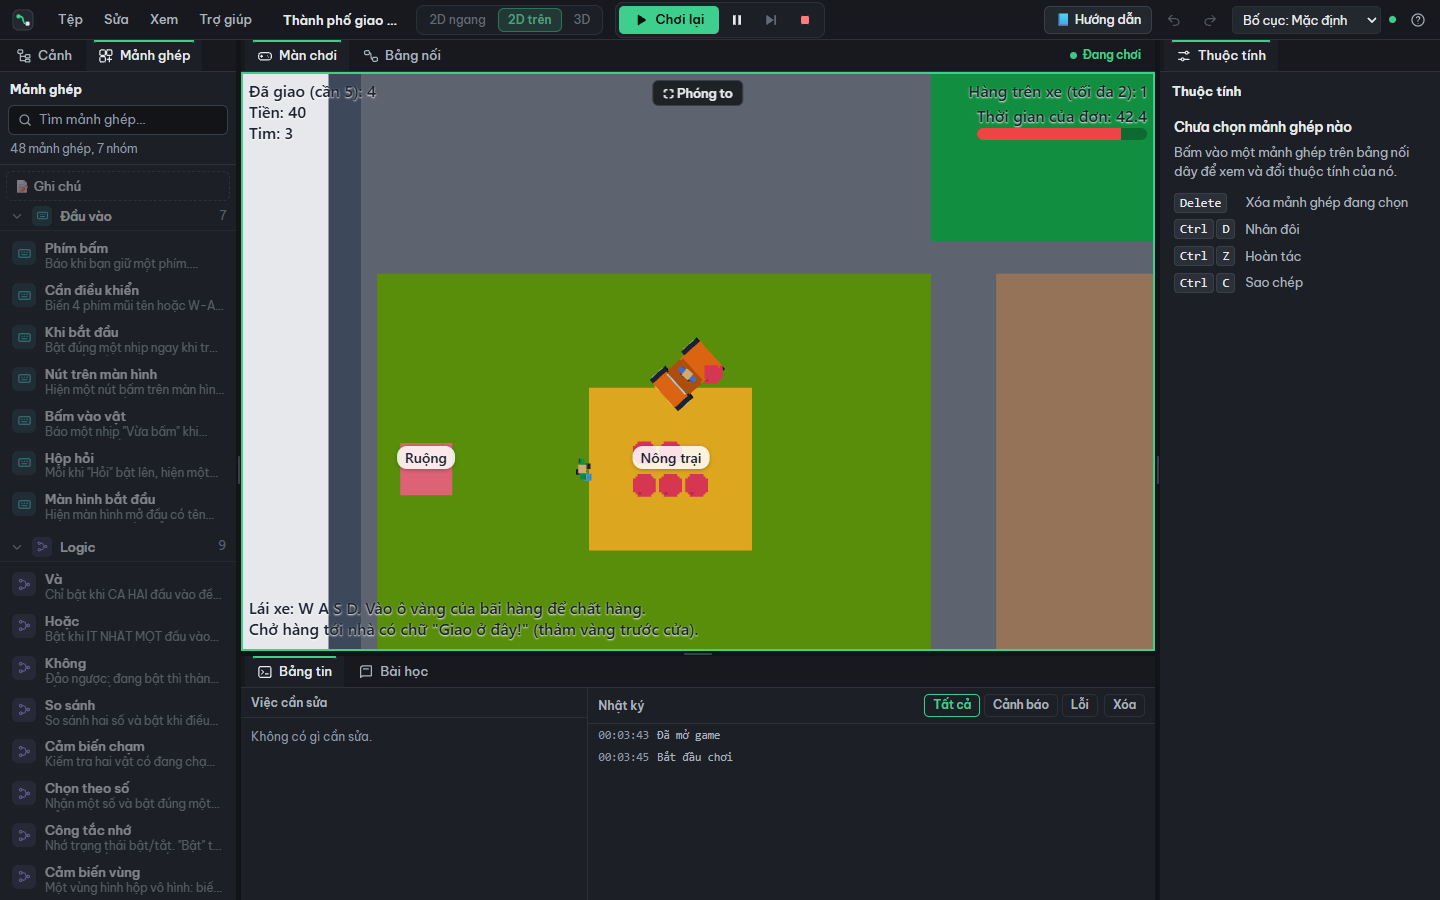 Tệp Sửa Xem Trợ giúp Thành phố giao ... 2D ngang 2D trên 3D Chơi lại Hướng dẫn Bố cục: Mặc định
Cảnh Mảnh ghép
Mảnh ghép
Tìm mảnh ghép...
48 mảnh ghép, 7 nhóm
Ghi chú
Đầu vào 7
Phím bấm
Báo khi bạn giữ một phím....
Cần điều khiển
Biến 4 phím mũi tên hoặc W-A...
Khi bắt đầu
Bật đúng một nhịp ngay khi tr...
Nút trên màn hình
Hiện một nút bấm trên màn hìn...
Bấm vào vật
Báo một nhịp "Vừa bấm" khi...
Hộp hỏi
Mỗi khi "Hỏi" bật lên, hiện một...
Màn hình bắt đầu
Hiện màn hình mở đầu có tên...
Logic 9
Và
Chỉ bật khi CẢ HAI đầu vào đề...
Hoặc
Bật khi ÍT NHẤT MỘT đầu vào...
Không
Đảo ngược: đang bật thì thàn...
So sánh
So sánh hai số và bật khi điều...
Cảm biến chạm
Kiểm tra hai vật có đang chạ...
Chọn theo số
Nhận một số và bật đúng một...
Công tắc nhớ
Nhớ trạng thái bật/tắt. "Bật" t...
Cảm biến vùng
Một vùng hình hộp vô hình: biế...
Màn chơi Bảng nối Đang chơi
Đã giao (cần 5): 4
Tiền: 40
Tim: 3
Phóng to
Hàng trên xe (tối đa 2): 1
Thời gian của đơn: 42.4
Ruộng
Nông trại
Lái xe: W A S D. Vào ô vàng của bãi hàng để chất hàng.
Chở hàng tới nhà có chữ "Giao ở đây!" (thảm vàng trước cửa).
Bảng tin Bài học
Việc cần sửa
Không có gì cần sửa.
Nhật ký Tất cả Cảnh báo Lỗi Xóa
00:03:43 Đã mở game
00:03:45 Bắt đầu chơi
Thuộc tính
Thuộc tính
Chưa chọn mảnh ghép nào
Bấm vào một mảnh ghép trên bảng nối
dây để xem và đổi thuộc tính của nó.
Delete Xóa mảnh ghép đang chọn
Ctrl D Nhân đôi
Ctrl Z Hoàn tác
Ctrl C Sao chép